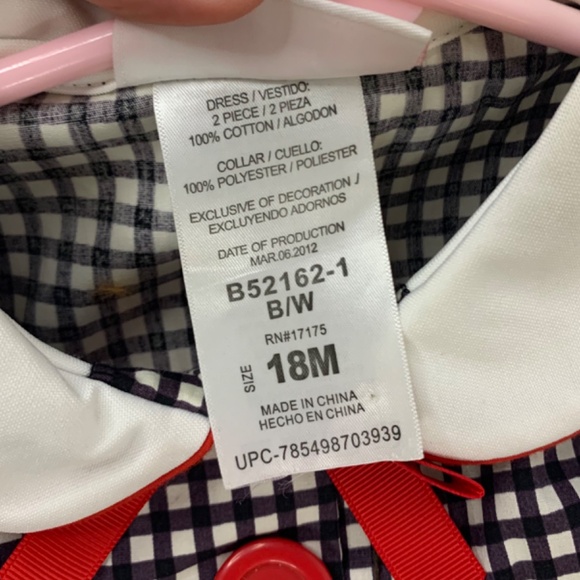 DRESS / VESTIDO:
2 PIECE / 2 PIEZA
100% COTTON / ALGODON
COLLAR / CUELLO:
100% POLYESTER / POLIESTER
EXCLUSIVE OF DECORATION /
EXCLUYENDO ADORNOS
DATE OF PRODUCTION
MAR.06.2012
B52162-1
B/W
RN#17175
SIZE 18M
MADE IN CHINA
HECHO EN CHINA
UPC-785498703939